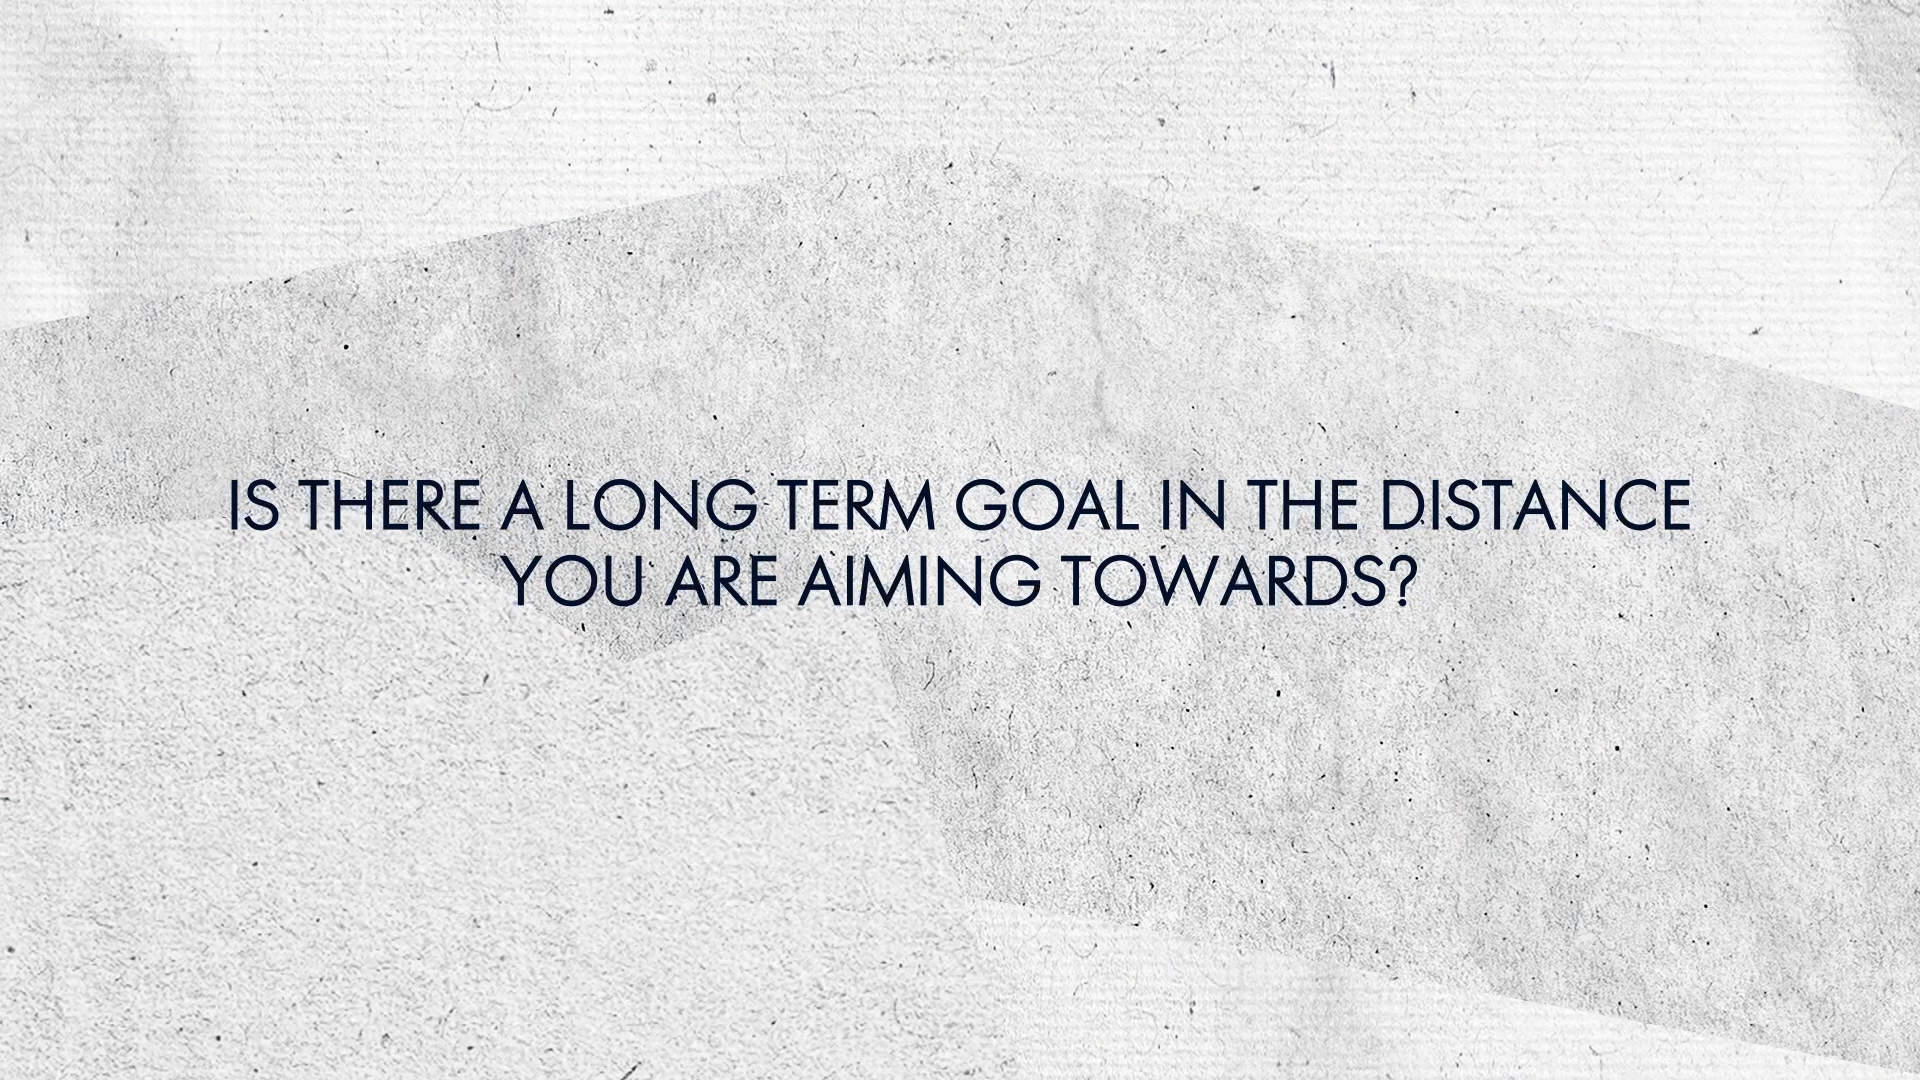 IS THERE A LONG TERM GOAL IN THE DISTANCE
YOU ARE AIMING TOWARDS?